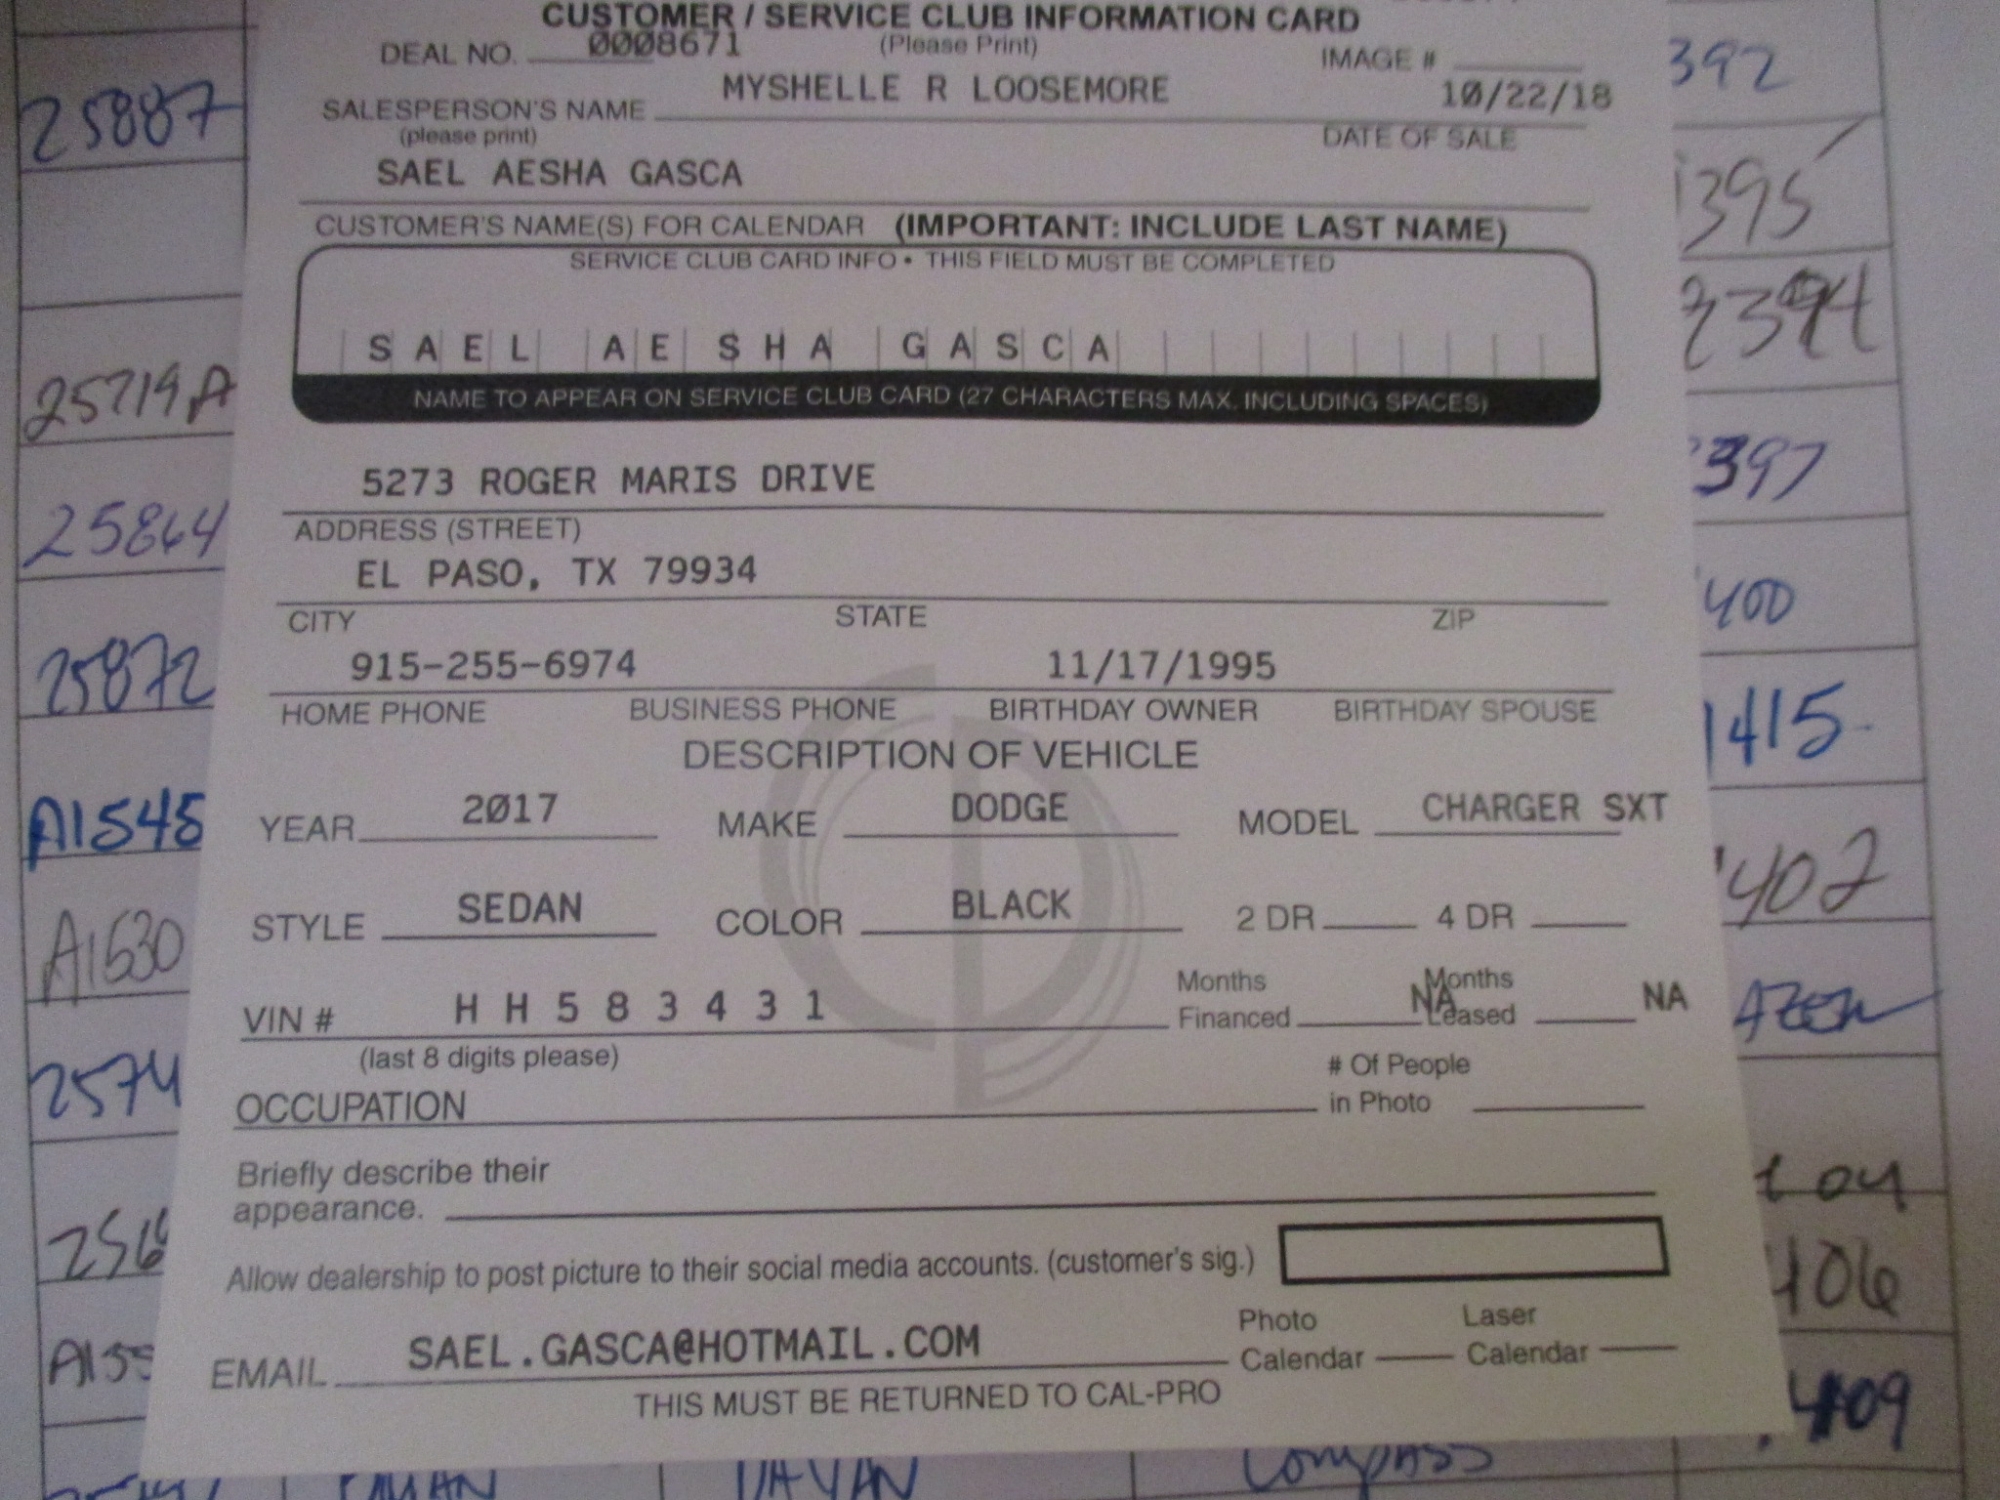 CUSTOMER / SERVICE CLUB INFORMATION CARD
DEAL NO. 0008671 (Please Print) IMAGE #
SALESPERSON'S NAME MYSHELLE R LOOSEMORE 10/22/18
(please print) DATE OF SALE
SAEL AESHA GASCA
CUSTOMER'S NAME(S) FOR CALENDAR (IMPORTANT: INCLUDE LAST NAME)
SERVICE CLUB CARD INFO • THIS FIELD MUST BE COMPLETED
SAEL AESHA GASCA
NAME TO APPEAR ON SERVICE CLUB CARD (27 CHARACTERS MAX. INCLUDING SPACES)
5273 ROGER MARIS DRIVE
ADDRESS (STREET)
EL PASO, TX 79934
CITY STATE ZIP
915-255-6974 11/17/1995
HOME PHONE BUSINESS PHONE BIRTHDAY OWNER BIRTHDAY SPOUSE
DESCRIPTION OF VEHICLE
YEAR 2017 MAKE DODGE MODEL CHARGER SXT
STYLE SEDAN COLOR BLACK 2 DR 4 DR
VIN # HH583431 Months Financed NA Months Leased NA
(last 8 digits please)
OCCUPATION # Of People in Photo
Briefly describe their
appearance.
Allow dealership to post picture to their social media accounts. (customer's sig.)
EMAIL SAEL.GASCA@HOTMAIL.COM Photo Calendar Laser Calendar
THIS MUST BE RETURNED TO CAL-PRO
25887
25719A
25864
25872
A1545
A1630
2574
392
395
2394
397
400
1415
402
406
409
Compass